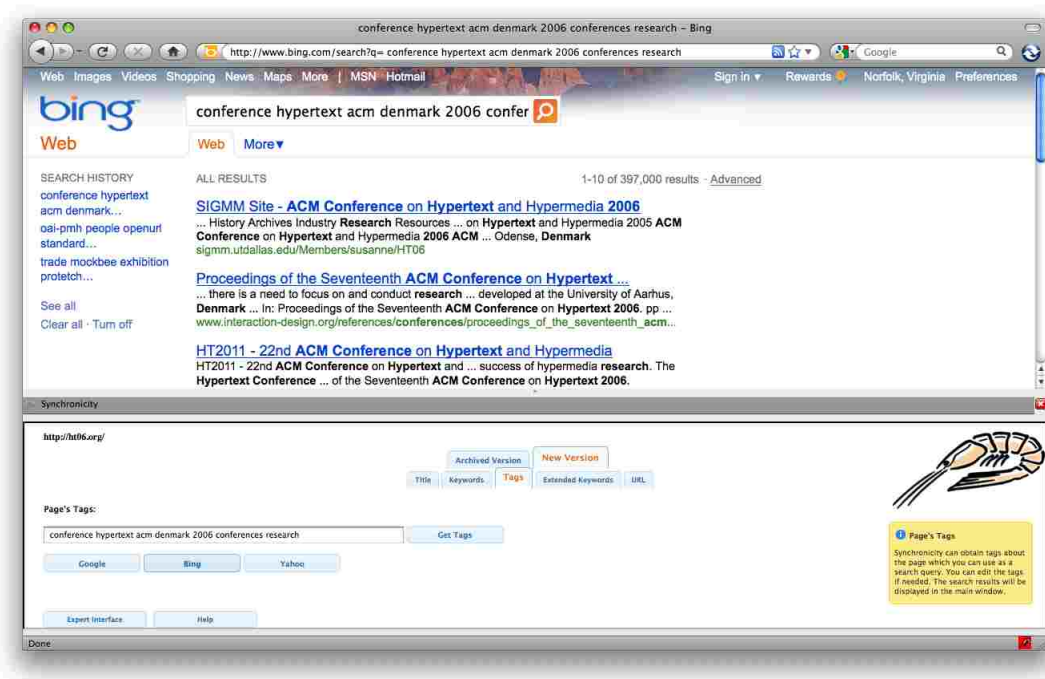 conference hypertext acm denmark 2006 conferences research – Bing
http://www.bing.com/search?q= conference hypertext acm denmark 2006 conferences research
Google
Web Images Videos Shopping News Maps More | MSN Hotmail
Sign in ▾ Rewards Norfolk, Virginia Preferences
bing
conference hypertext acm denmark 2006 confer
Web
Web More▾
SEARCH HISTORY
conference hypertext
acm denmark...
oai-pmh people openurl
standard...
trade mockbee exhibition
protetch...
See all
Clear all · Turn off
ALL RESULTS
1-10 of 397,000 results · Advanced
SIGMM Site - ACM Conference on Hypertext and Hypermedia 2006
... History Archives Industry Research Resources ... on Hypertext and Hypermedia 2005 ACM
Conference on Hypertext and Hypermedia 2006 ACM ... Odense, Denmark
sigmm.utdallas.edu/Members/susanne/HT06
Proceedings of the Seventeenth ACM Conference on Hypertext ...
... there is a need to focus on and conduct research ... developed at the University of Aarhus,
Denmark ... In: Proceedings of the Seventeenth ACM Conference on Hypertext 2006. pp ...
www.interaction-design.org/references/conferences/proceedings_of_the_seventeenth_acm...
HT2011 - 22nd ACM Conference on Hypertext and Hypermedia
HT2011 - 22nd ACM Conference on Hypertext and ... success of hypermedia research. The
Hypertext Conference ... of the Seventeenth ACM Conference on Hypertext 2006.
Synchronicity
http://ht06.org/
Archived Version New Version
Title Keywords Tags Extended Keywords URL
Page's Tags:
conference hypertext acm denmark 2006 conferences research
Get Tags
Google Bing Yahoo
Page's Tags
Synchronicity can obtain tags about
the page which you can use as a
search query. You can edit the tags
if needed. The search results will be
displayed in the main window.
Expert Interface Help
Done